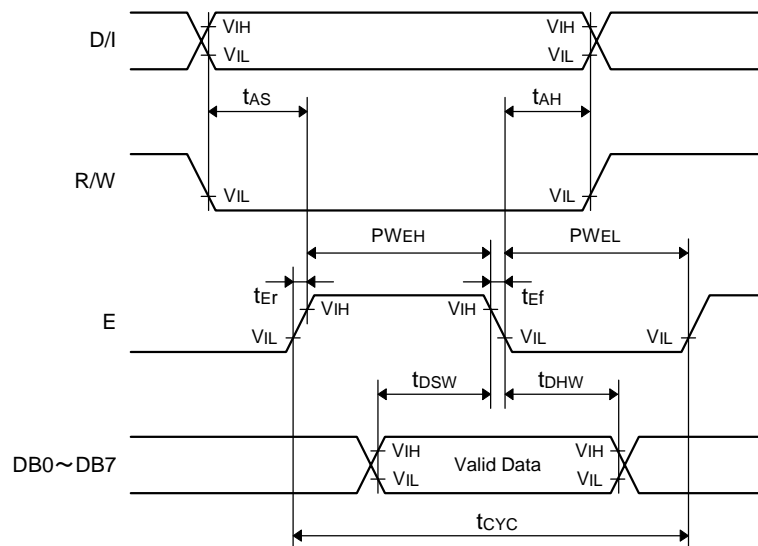 D/I
VIH
VIH
VIL
VIL
tAS
tAH
R/W
VIL
VIL
PWEH
PWEL
tEr
tEf
E
VIH
VIH
VIL
VIL
VIL
tDSW
tDHW
DB0～DB7
VIH
VIH
Valid Data
VIL
VIL
tCYC